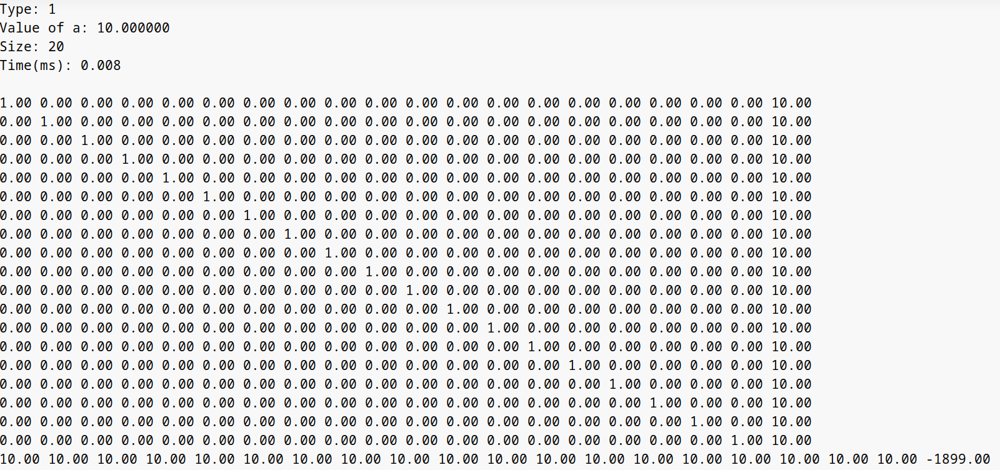 Type: 1
Value of a: 10.000000
Size: 20
Time(ms): 0.008
1.00 0.00 0.00 0.00 0.00 0.00 0.00 0.00 0.00 0.00 0.00 0.00 0.00 0.00 0.00 0.00 0.00 0.00 0.00 10.00
0.00 1.00 0.00 0.00 0.00 0.00 0.00 0.00 0.00 0.00 0.00 0.00 0.00 0.00 0.00 0.00 0.00 0.00 0.00 10.00
0.00 0.00 1.00 0.00 0.00 0.00 0.00 0.00 0.00 0.00 0.00 0.00 0.00 0.00 0.00 0.00 0.00 0.00 0.00 10.00
0.00 0.00 0.00 1.00 0.00 0.00 0.00 0.00 0.00 0.00 0.00 0.00 0.00 0.00 0.00 0.00 0.00 0.00 0.00 10.00
0.00 0.00 0.00 0.00 1.00 0.00 0.00 0.00 0.00 0.00 0.00 0.00 0.00 0.00 0.00 0.00 0.00 0.00 0.00 10.00
0.00 0.00 0.00 0.00 0.00 1.00 0.00 0.00 0.00 0.00 0.00 0.00 0.00 0.00 0.00 0.00 0.00 0.00 0.00 10.00
0.00 0.00 0.00 0.00 0.00 0.00 1.00 0.00 0.00 0.00 0.00 0.00 0.00 0.00 0.00 0.00 0.00 0.00 0.00 10.00
0.00 0.00 0.00 0.00 0.00 0.00 0.00 1.00 0.00 0.00 0.00 0.00 0.00 0.00 0.00 0.00 0.00 0.00 0.00 10.00
0.00 0.00 0.00 0.00 0.00 0.00 0.00 0.00 1.00 0.00 0.00 0.00 0.00 0.00 0.00 0.00 0.00 0.00 0.00 10.00
0.00 0.00 0.00 0.00 0.00 0.00 0.00 0.00 0.00 1.00 0.00 0.00 0.00 0.00 0.00 0.00 0.00 0.00 0.00 10.00
0.00 0.00 0.00 0.00 0.00 0.00 0.00 0.00 0.00 0.00 1.00 0.00 0.00 0.00 0.00 0.00 0.00 0.00 0.00 10.00
0.00 0.00 0.00 0.00 0.00 0.00 0.00 0.00 0.00 0.00 0.00 1.00 0.00 0.00 0.00 0.00 0.00 0.00 0.00 10.00
0.00 0.00 0.00 0.00 0.00 0.00 0.00 0.00 0.00 0.00 0.00 0.00 1.00 0.00 0.00 0.00 0.00 0.00 0.00 10.00
0.00 0.00 0.00 0.00 0.00 0.00 0.00 0.00 0.00 0.00 0.00 0.00 0.00 1.00 0.00 0.00 0.00 0.00 0.00 10.00
0.00 0.00 0.00 0.00 0.00 0.00 0.00 0.00 0.00 0.00 0.00 0.00 0.00 0.00 1.00 0.00 0.00 0.00 0.00 10.00
0.00 0.00 0.00 0.00 0.00 0.00 0.00 0.00 0.00 0.00 0.00 0.00 0.00 0.00 0.00 1.00 0.00 0.00 0.00 10.00
0.00 0.00 0.00 0.00 0.00 0.00 0.00 0.00 0.00 0.00 0.00 0.00 0.00 0.00 0.00 0.00 1.00 0.00 0.00 10.00
0.00 0.00 0.00 0.00 0.00 0.00 0.00 0.00 0.00 0.00 0.00 0.00 0.00 0.00 0.00 0.00 0.00 1.00 0.00 10.00
0.00 0.00 0.00 0.00 0.00 0.00 0.00 0.00 0.00 0.00 0.00 0.00 0.00 0.00 0.00 0.00 0.00 0.00 1.00 10.00
10.00 10.00 10.00 10.00 10.00 10.00 10.00 10.00 10.00 10.00 10.00 10.00 10.00 10.00 10.00 10.00 10.00 10.00 10.00 -1899.00